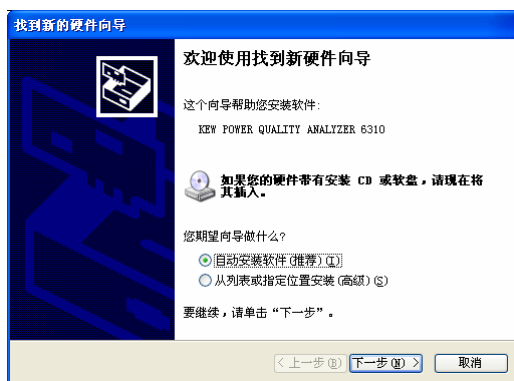 找到新的硬件向导
欢迎使用找到新硬件向导
这个向导帮助您安装软件:
KEW POWER QUALITY ANALYZER 6310
如果您的硬件带有安装 CD 或软盘，请现在将
其插入。
您期望向导做什么?
自动安装软件(推荐)(I)
从列表或指定位置安装(高级)(S)
要继续，请单击“下一步”。
<上一步(B) 下一步(N) > 取消